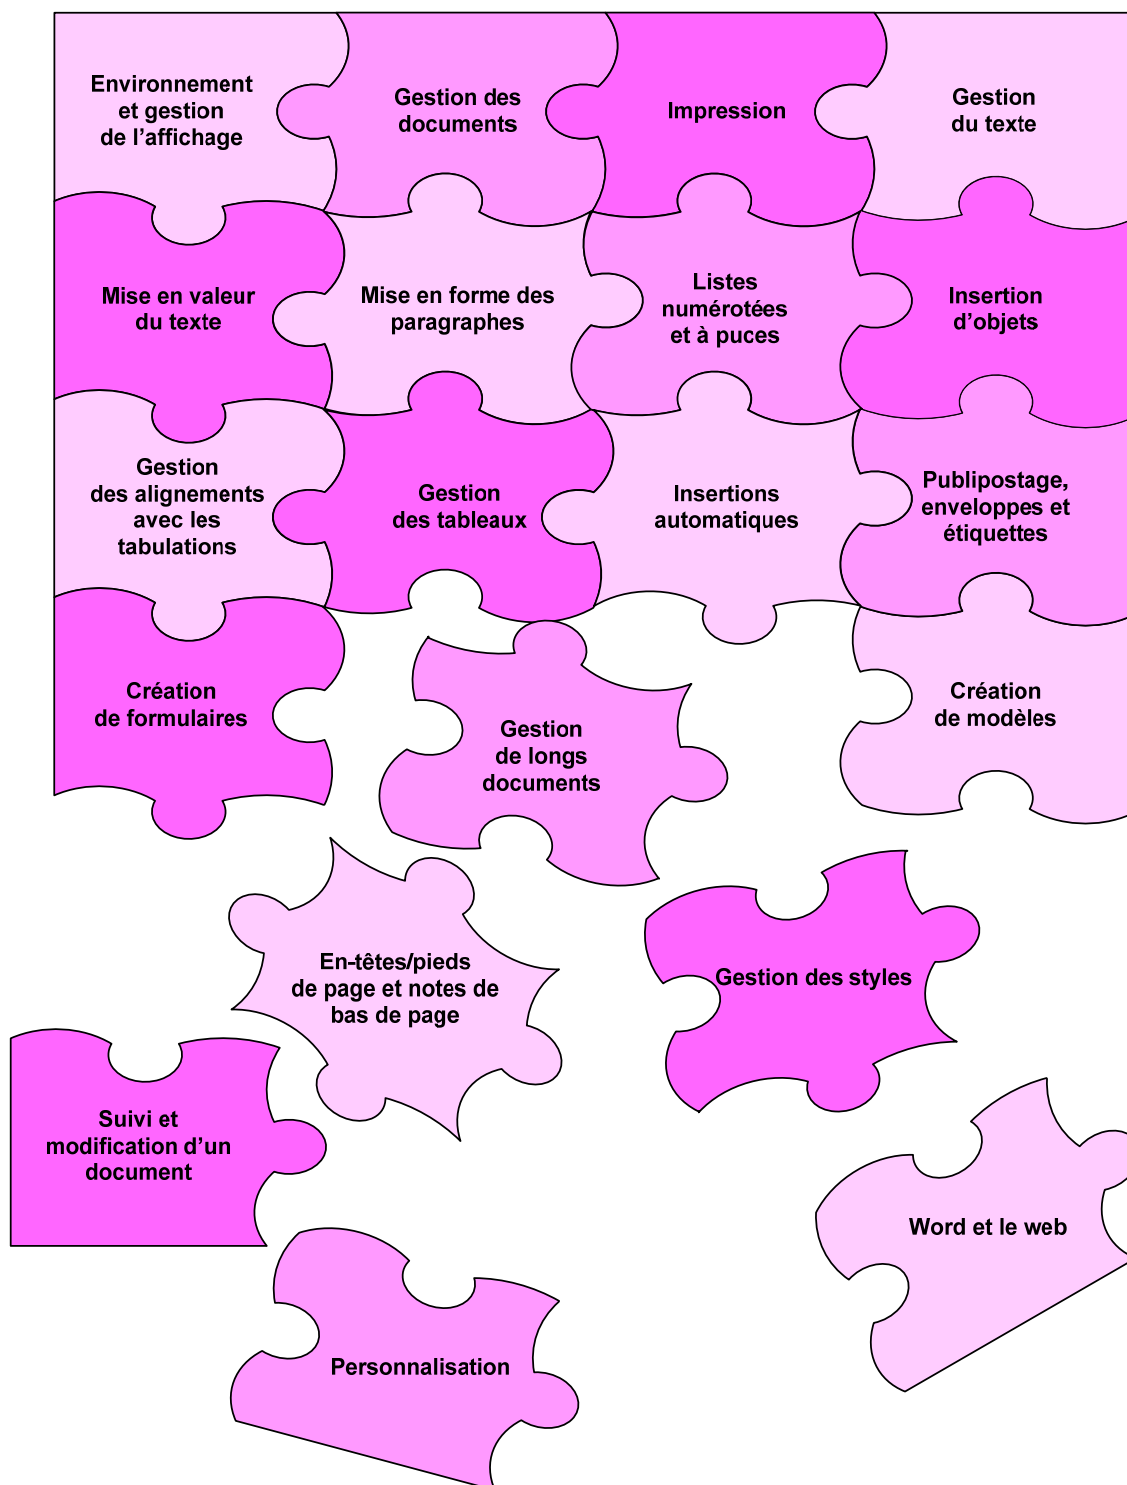 Environnement
et gestion
de l’affichage
Gestion des
documents
Impression
Gestion
du texte
Mise en valeur
du texte
Mise en forme des
paragraphes
Listes
numérotées
et à puces
Insertion
d’objets
Gestion
des alignements
avec les
tabulations
Gestion
des tableaux
Insertions
automatiques
Publipostage,
enveloppes et
étiquettes
Création
de formulaires
Gestion
de longs
documents
Création
de modèles
En-têtes/pieds
de page et notes de
bas de page
Gestion des styles
Suivi et
modification d’un
document
Word et le web
Personnalisation